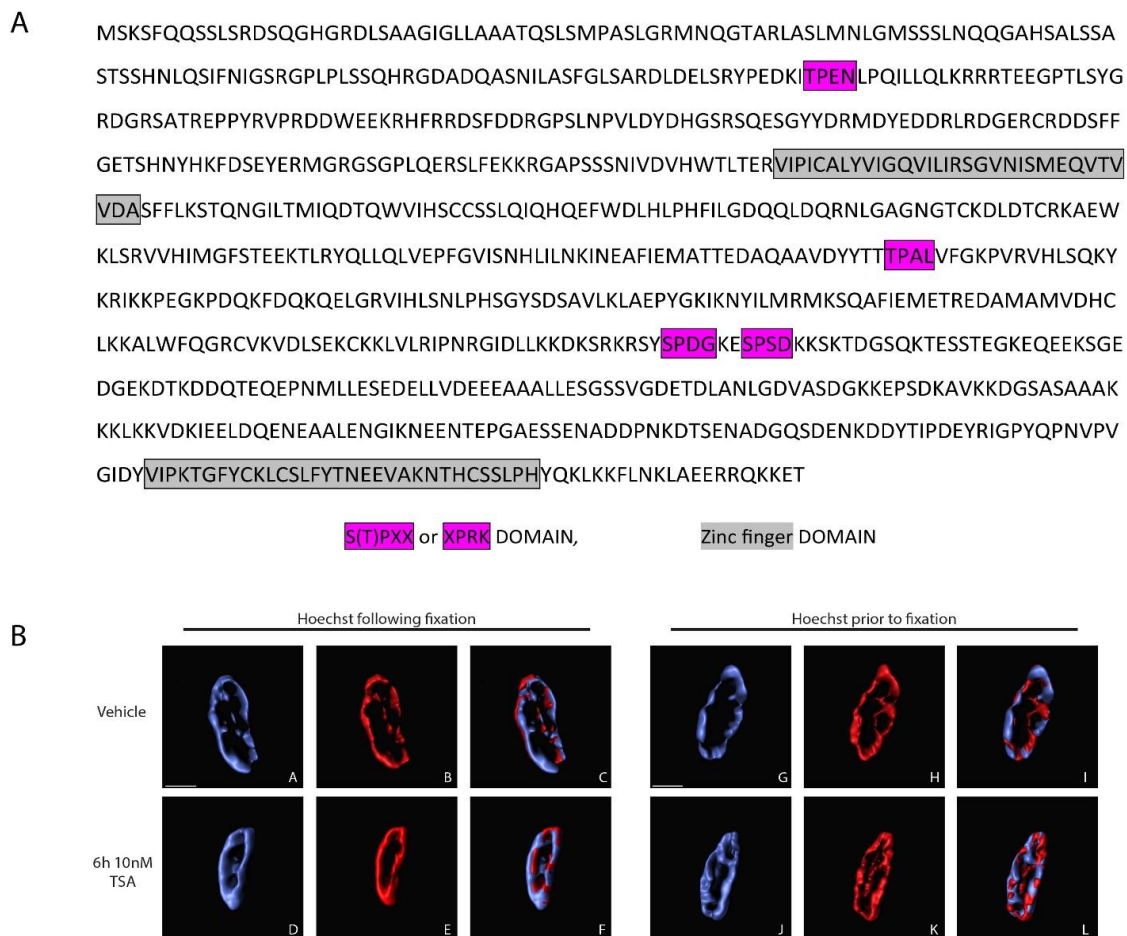 A
MSKSFQQSSLSRDSQGHGRDLSAAGIGLLAAATQSLSMPASLGRMNQGTARLASLMNLGMSSSLNQQGAHSALSSA
STSSHNLQSIFNIGSRGPLPLSSQHRGDADQASNILASFGLSARDLDELSRYPEDKITPENLPQILLQLKRRRTEEGPTLSYG
RDGRSATREPPYRVPRDDWEEKRHFRRDSFDDRGPSLNPVLDYDHGSRSQESGYYDRMDYEDDRLRDGERCRDDSFF
GETSHNYHKFDSEYERMGRGSGPLQERSLFEKKRGAPSSSNIVDVHWTLTERVIPICALYVIGQVILIRSGVNISMEQVTV
VDASFFLKSTQNGILTMIQDTQWVIHSCCSSLQIQHQEFWDLHLPHFILGDQQLDQRNLGAGNGTCKDLDTCRKAEW
KLSRVVHIMGFSTEEKTLRYQLLQLVEPFGVISNHLILNKINEAFIEMATTEDAQAAVDYYTTTPALVFGKPVRVHLSQKY
KRIKKPEGKPDQKFDQKQELGRVIHLSNLPHSGYSDSAVLKLAEPYGKIKNYILMRMKSQAFIEMETREDAMAMVDHC
LKKALWFQGRCVKVDLSEKCKKLVLRIPNRGIDLLKKDKSRKRSYSPDGKESPSDKKSKTDGSQKTESSTEGKEQEEKSGE
DGEKDTKDDQTEQEPNMLLESEDELLVDEEEAAALLESGSSVGDETDLANLGDVASDGKKEPSDKAVKKDGSASAAAK
KKLKKVDKIEELDQENEAALENGIKNEENTEPGAESSENADDPNKDTSENADGQSDENKDDYTIPDEYRIGPYQPNVPV
GIDYVIPKTGFYCKLCSLFYTNEEVAKNTHCSSLPHYQKLKKFLNKLAEERRQKKET
S(T)PXX or XPRK DOMAIN, Zinc finger DOMAIN
B
Hoechst following fixation Hoechst prior to fixation
Vehicle
A B C G H I
6h 10nM
TSA
D E F J K L